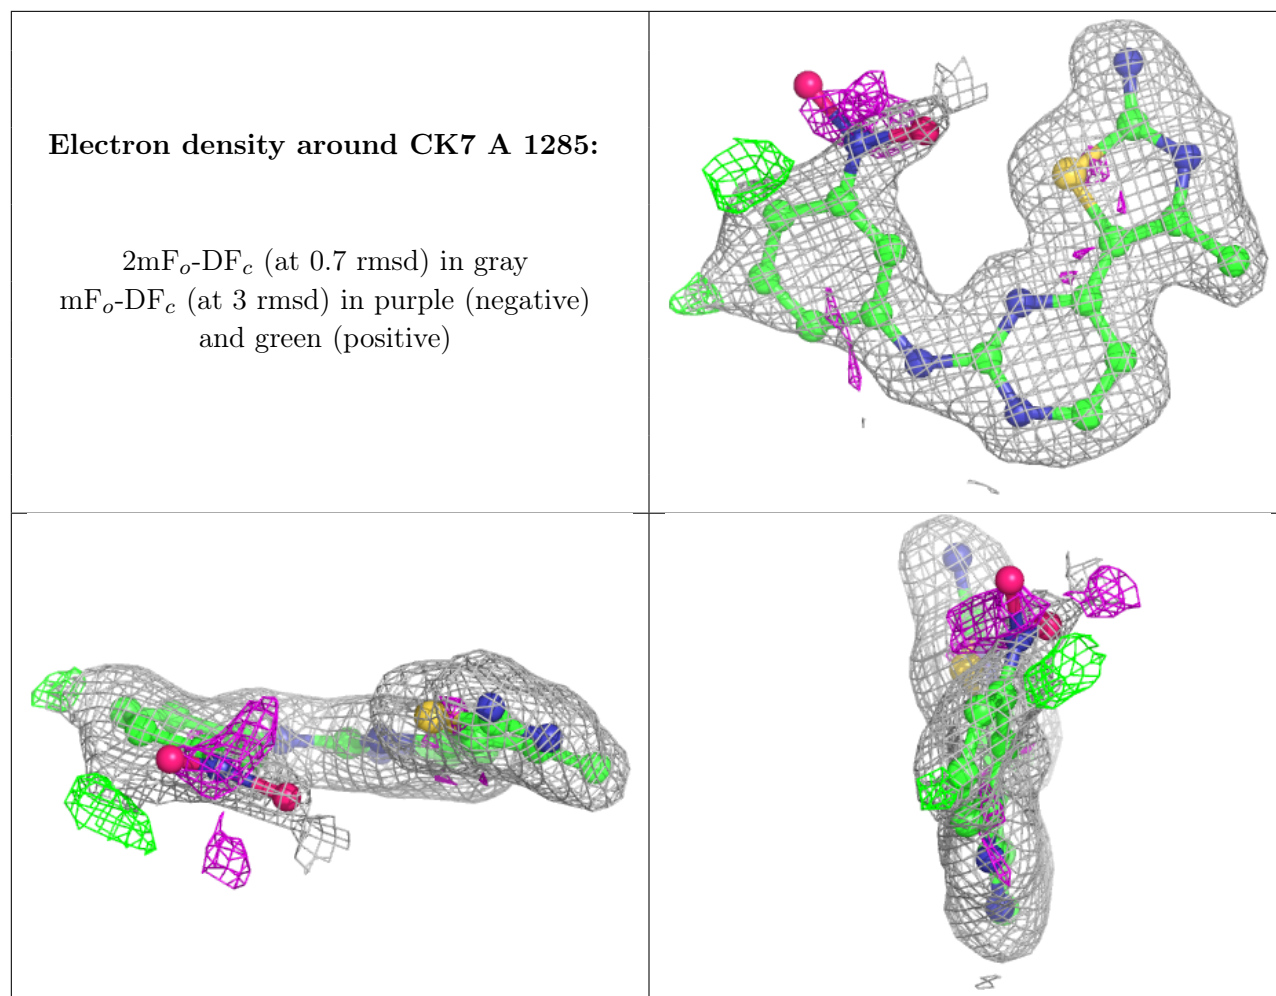 Electron density around CK7 A 1285:
2mFₒ-DF𝒸 (at 0.7 rmsd) in gray
mFₒ-DF𝒸 (at 3 rmsd) in purple (negative)
and green (positive)